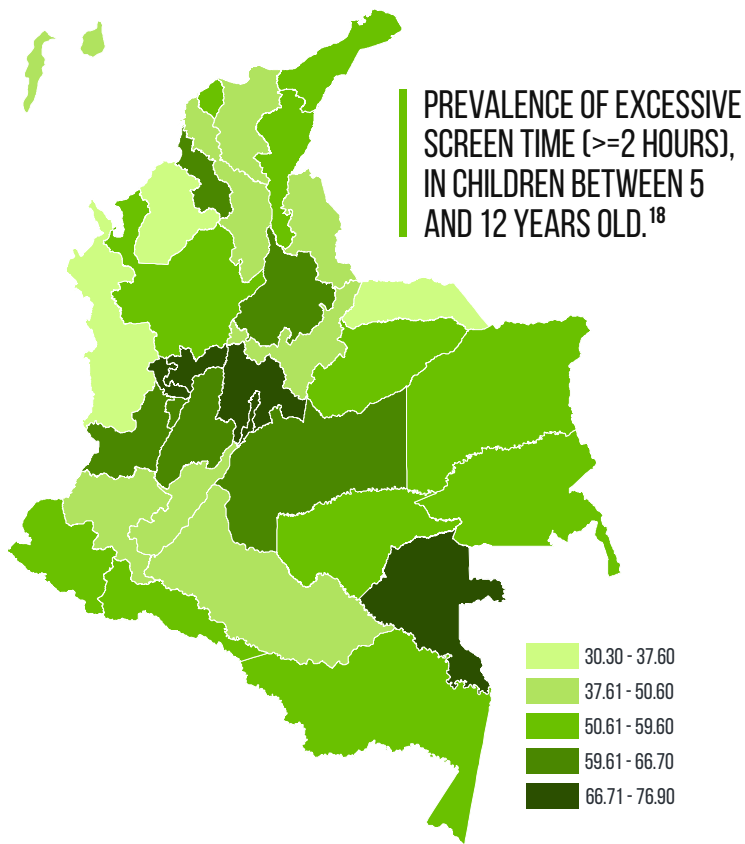 PREVALENCE OF EXCESSIVE
SCREEN TIME (>=2 HOURS),
IN CHILDREN BETWEEN 5
AND 12 YEARS OLD.18
30.30 - 37.60
37.61 - 50.60
50.61 - 59.60
59.61 - 66.70
66.71 - 76.90